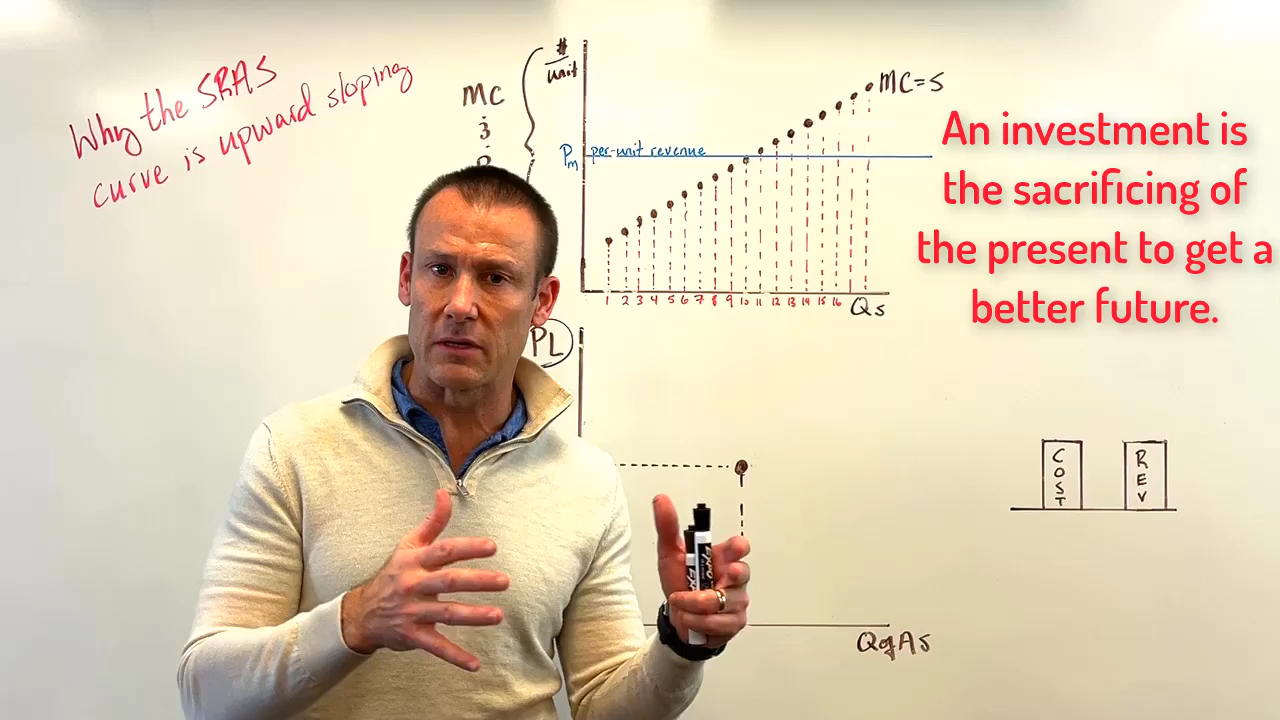 Why the SRAS
curve is upward sloping
MC
#
unit
MC=S
Pm per-unit revenue
1 2 3 4 5 6 7 8 9 10 11 12 13 14 15 16 Qs
An investment is
the sacrificing of
the present to get a
better future.
PL
COST
REV
EXPO
QofAs